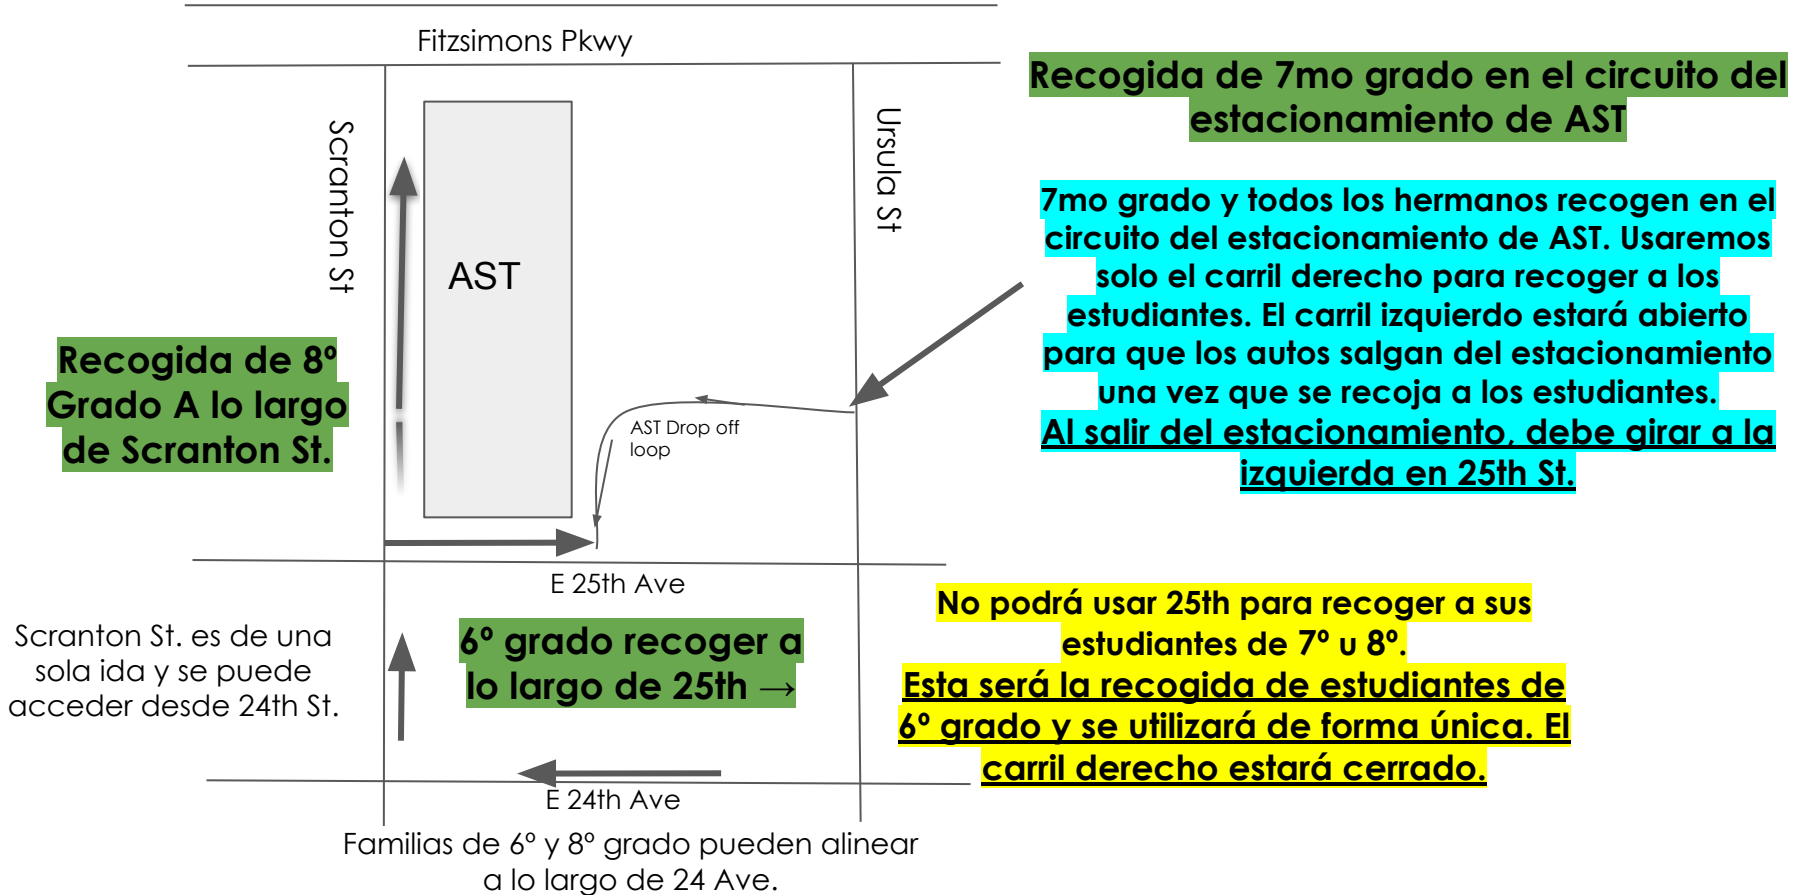 Fitzsimons Pkwy
Scranton St
Ursula St
AST
AST Drop off
loop
Recogida de 7mo grado en el circuito del
estacionamiento de AST
7mo grado y todos los hermanos recogen en el
circuito del estacionamiento de AST. Usaremos
solo el carril derecho para recoger a los
estudiantes. El carril izquierdo estará abierto
para que los autos salgan del estacionamiento
una vez que se recoja a los estudiantes.
Al salir del estacionamiento, debe girar a la
izquierda en 25th St.
Recogida de 8º
Grado A lo largo
de Scranton St.
E 25th Ave
Scranton St. es de una
sola ida y se puede
acceder desde 24th St.
6º grado recoger a
lo largo de 25th →
No podrá usar 25th para recoger a sus
estudiantes de 7º u 8º.
Esta será la recogida de estudiantes de
6º grado y se utilizará de forma única. El
carril derecho estará cerrado.
E 24th Ave
Familias de 6º y 8º grado pueden alinear
a lo largo de 24 Ave.